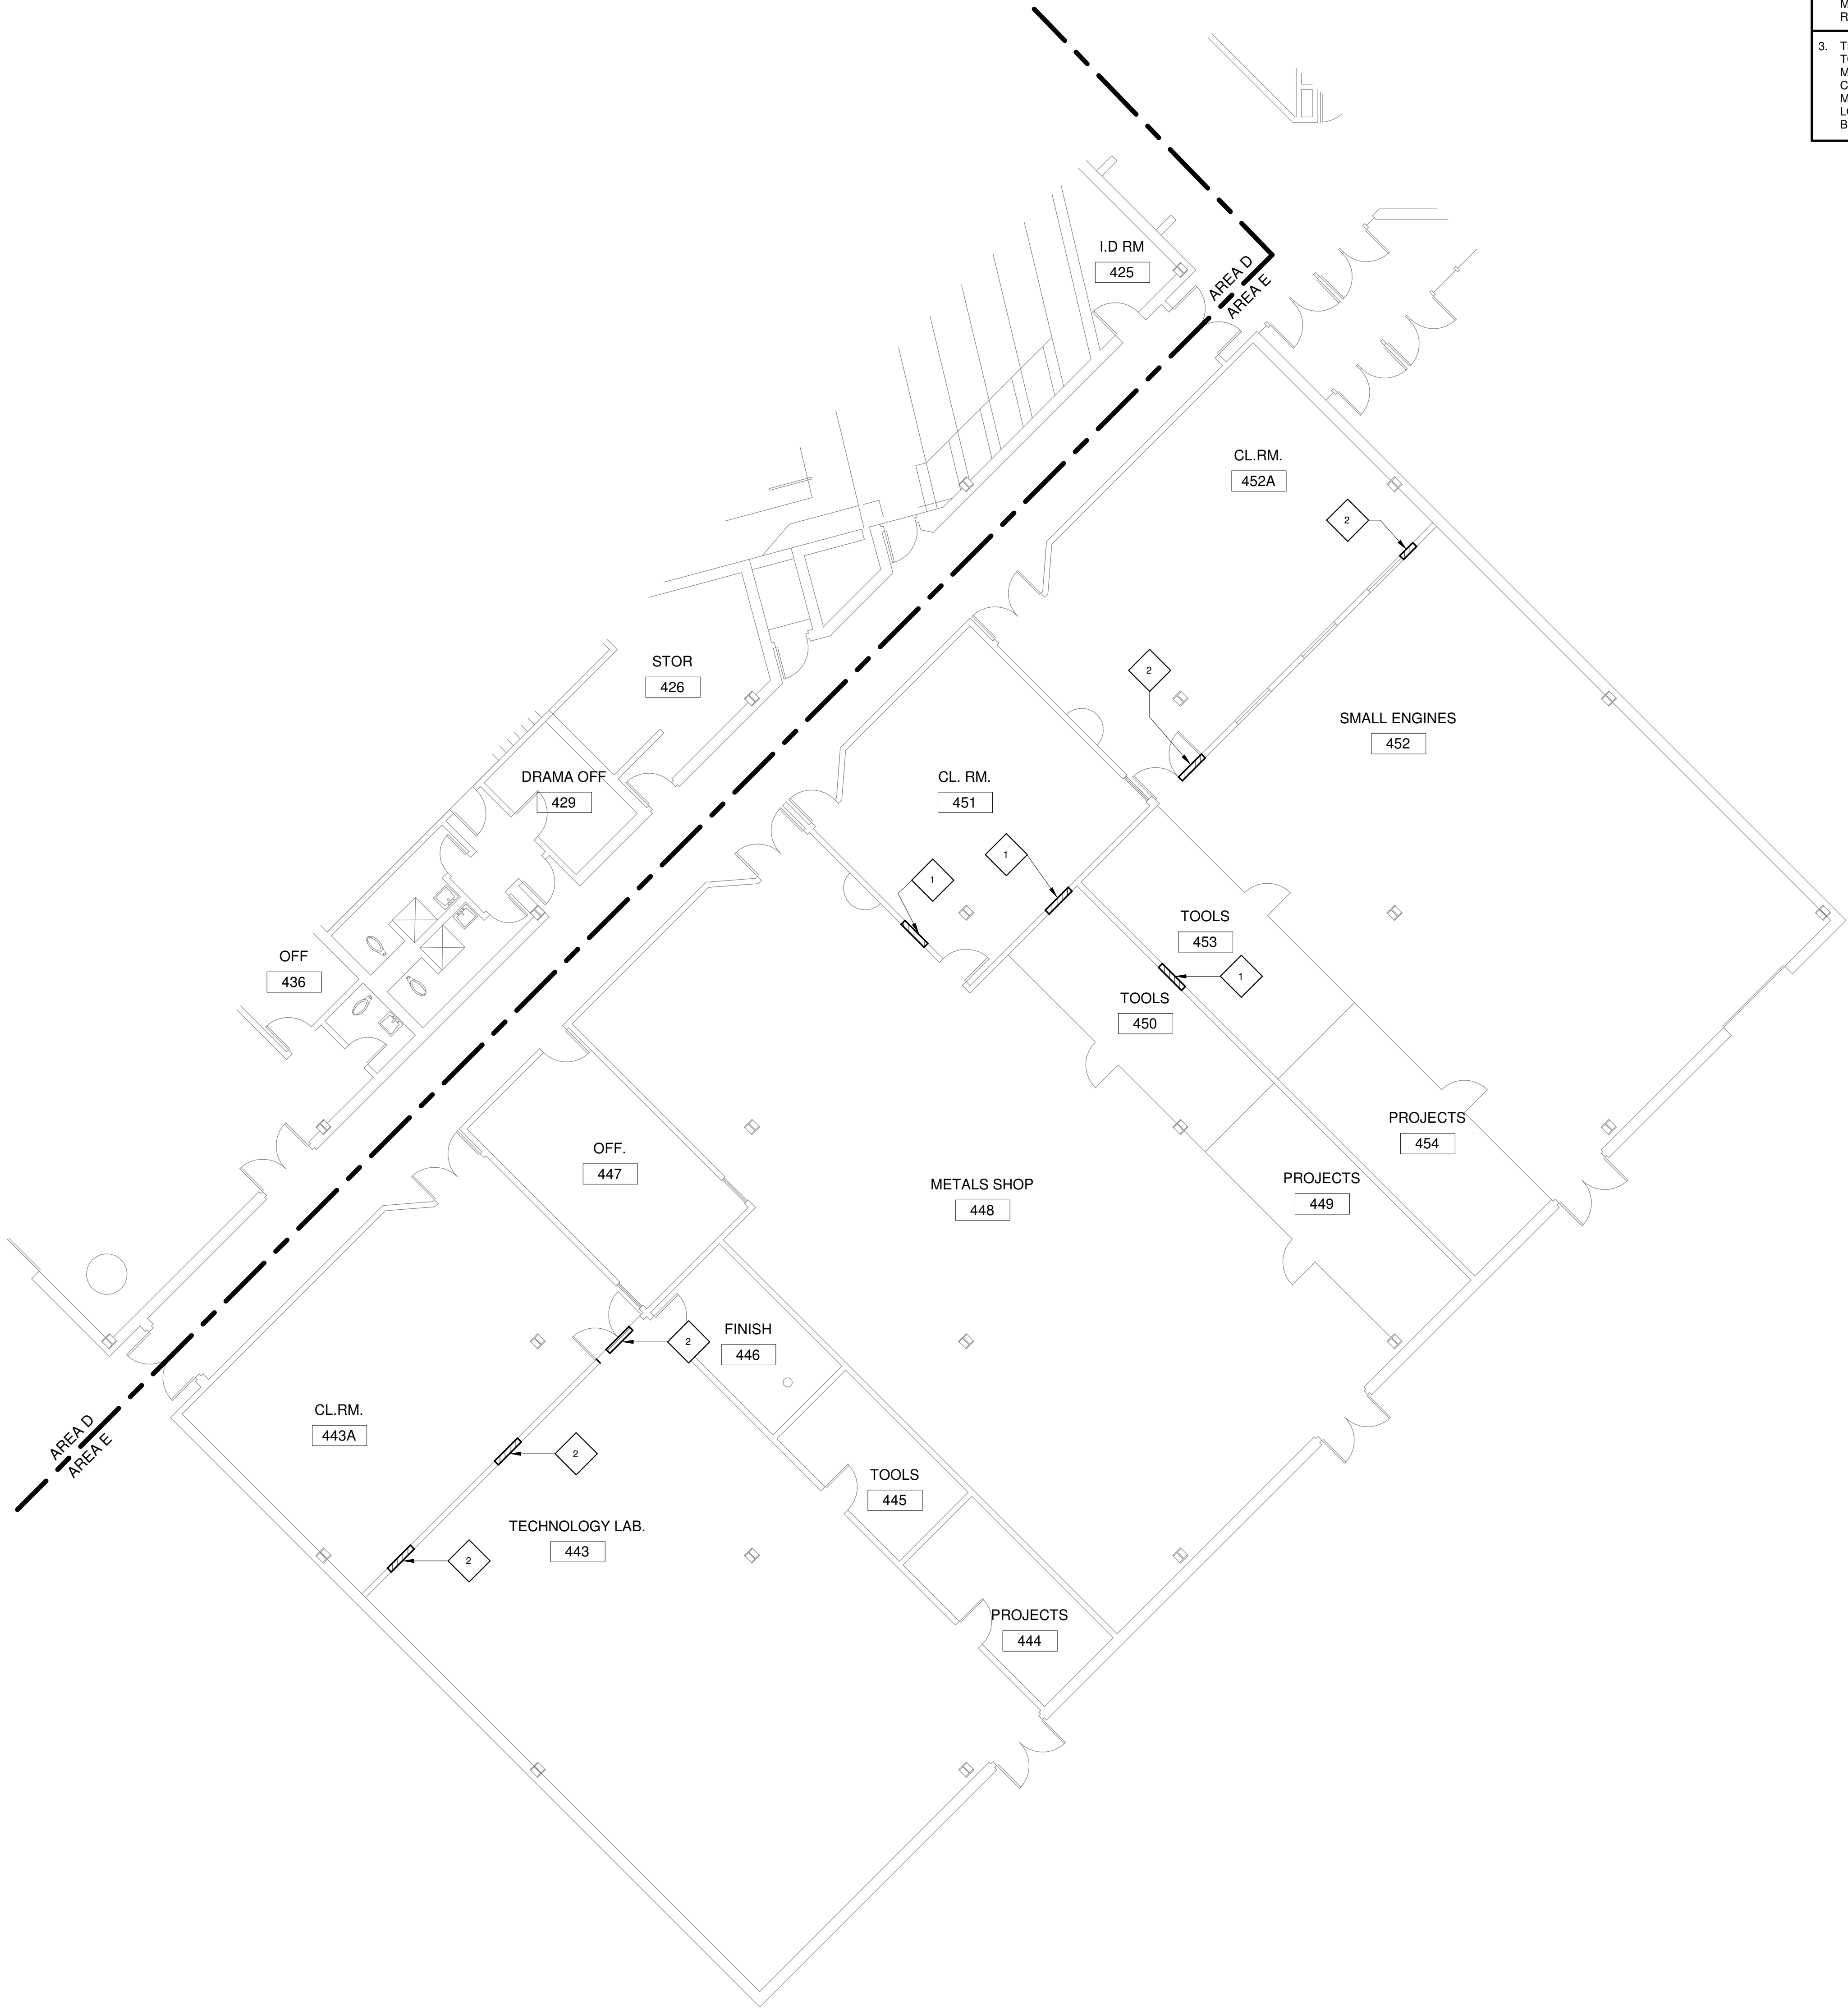 3.
I.D RM
425
AREA D
AREA E
CL.RM.
452A
2
STOR
426
2
SMALL ENGINES
452
DRAMA OFF
429
CL. RM.
451
1
1
TOOLS
453
OFF
436
1
TOOLS
450
PROJECTS
454
OFF.
447
METALS SHOP
448
PROJECTS
449
FINISH
446
2
CL.RM.
443A
AREA D
AREA E
2
TOOLS
445
TECHNOLOGY LAB.
443
2
PROJECTS
444